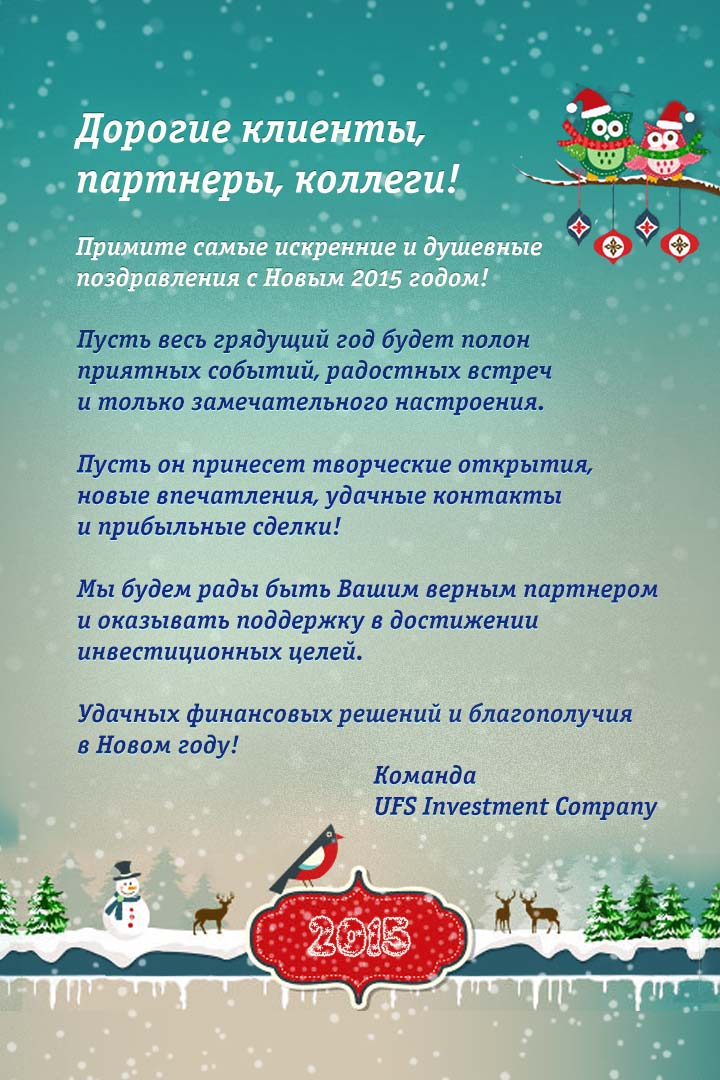 Дорогие клиенты,
партнеры, коллеги!
Примите самые искренние и душевные
поздравления с Новым 2015 годом!
Пусть весь грядущий год будет полон
приятных событий, радостных встреч
и только замечательного настроения.
Пусть он принесет творческие открытия,
новые впечатления, удачные контакты
и прибыльные сделки!
Мы будем рады быть Вашим верным партнером
и оказывать поддержку в достижении
инвестиционных целей.
Удачных финансовых решений и благополучия
в Новом году!
Команда
UFS Investment Company
2015